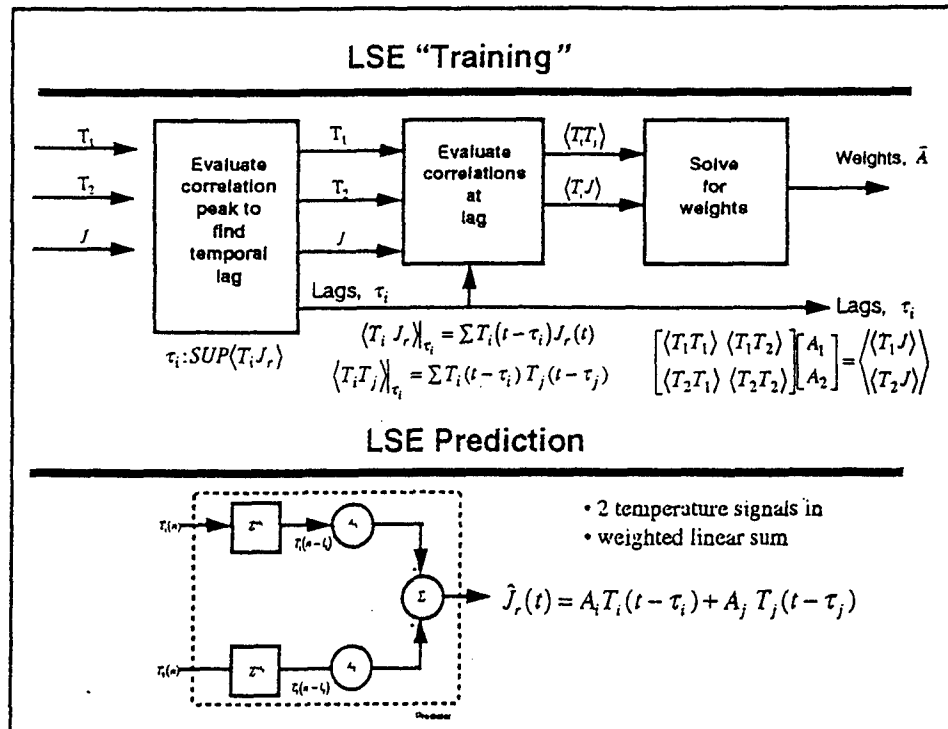 LSE “Training”
T₁
T₂
J
Evaluate
correlation
peak to
find
temporal
lag
T₁
T₂
J
Lags, τᵢ
Evaluate
correlations
at
lag
⟨TᵢTⱼ⟩
⟨TᵢJ⟩
Solve
for
weights
Weights, Ā
Lags, τᵢ
τᵢ:SUP⟨TᵢJᵣ⟩
⟨Tᵢ Jᵣ⟩|τᵢ = ∑Tᵢ(t−τᵢ)Jᵣ(t)
⟨TᵢTⱼ⟩|τᵢ = ∑Tᵢ(t−τᵢ)Tⱼ(t−τⱼ)
[⟨T₁T₁⟩ ⟨T₁T₂⟩][A₁] = ⟨⟨T₁J⟩⟩
[⟨T₂T₁⟩ ⟨T₂T₂⟩][A₂] ⟨⟨T₂J⟩⟩
LSE Prediction
Σ
• 2 temperature signals in
• weighted linear sum
Ĵᵣ(t) = AᵢTᵢ(t−τᵢ)+Aⱼ Tⱼ(t−τⱼ)